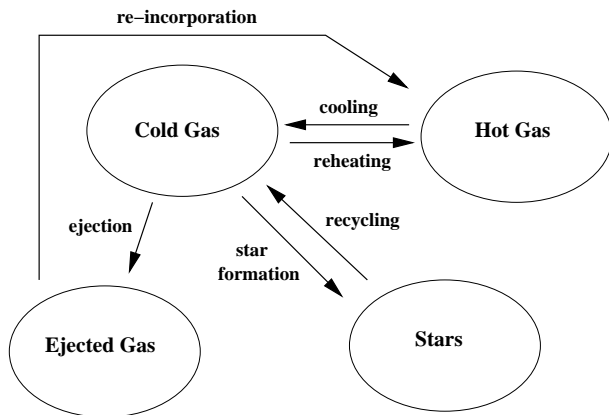 re-incorporation
cooling
Cold Gas
Hot Gas
reheating
ejection
recycling
star
formation
Ejected Gas
Stars